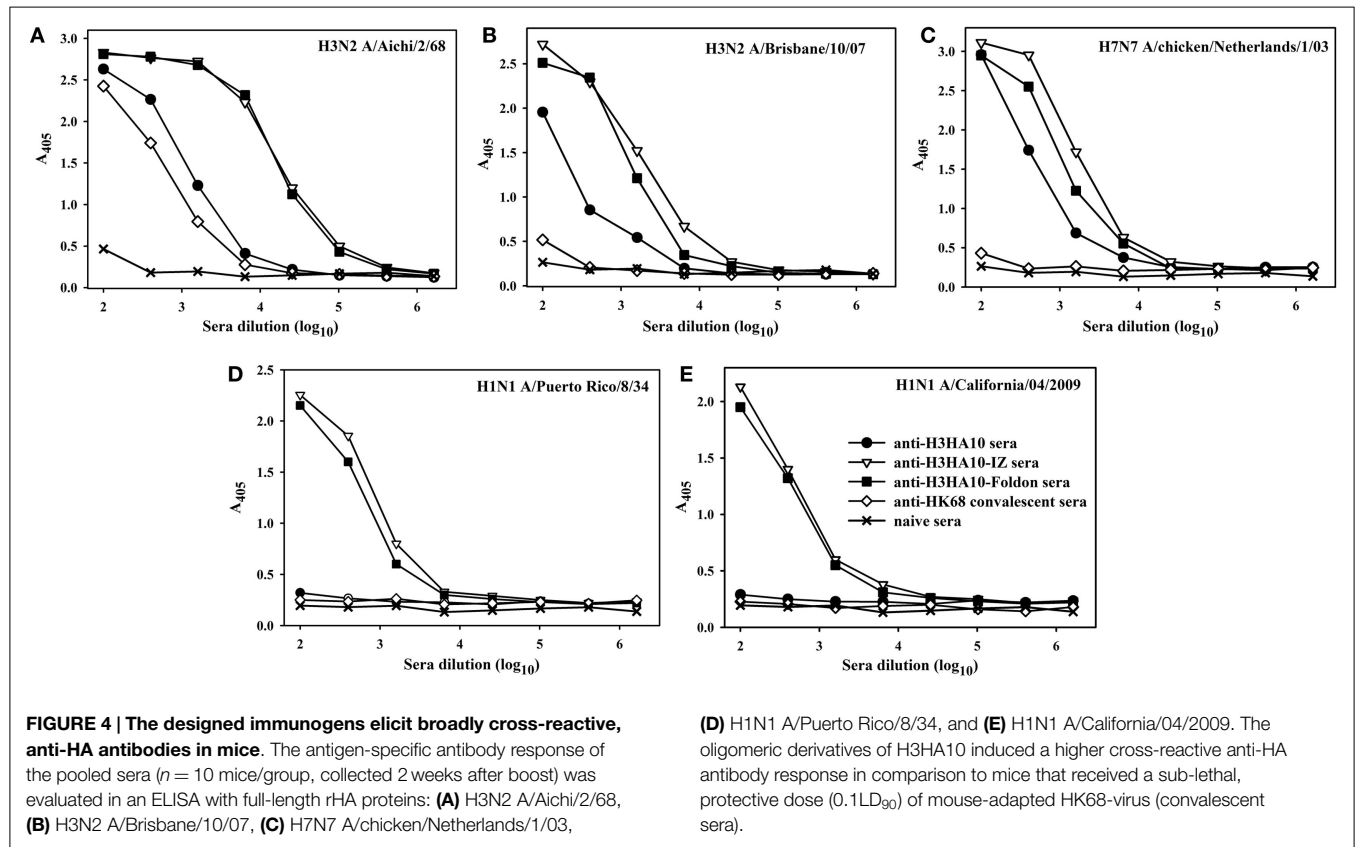 A
H3N2 A/Aichi/2/68
3.0
2.5
2.0
1.5
1.0
0.5
0.0
A405
2 3 4 5 6
Sera dilution (log10)
B
H3N2 A/Brisbane/10/07
2.5
2.0
1.5
1.0
0.5
0.0
A405
2 3 4 5 6
Sera dilution (log10)
C
H7N7 A/chicken/Netherlands/1/03
3.0
2.5
2.0
1.5
1.0
0.5
0.0
A405
2 3 4 5 6
Sera dilution (log10)
D
H1N1 A/Puerto Rico/8/34
2.5
2.0
1.5
1.0
0.5
0.0
A405
2 3 4 5 6
Sera dilution (log10)
E
H1N1 A/California/04/2009
2.0
1.5
1.0
0.5
0.0
A405
anti-H3HA10 sera
anti-H3HA10-IZ sera
anti-H3HA10-Foldon sera
anti-HK68 convalescent sera
naive sera
2 3 4 5 6
Sera dilution (log10)
FIGURE 4 | The designed immunogens elicit broadly cross-reactive,
anti-HA antibodies in mice. The antigen-specific antibody response of
the pooled sera (n = 10 mice/group, collected 2 weeks after boost) was
evaluated in an ELISA with full-length rHA proteins: (A) H3N2 A/Aichi/2/68,
(B) H3N2 A/Brisbane/10/07, (C) H7N7 A/chicken/Netherlands/1/03,
(D) H1N1 A/Puerto Rico/8/34, and (E) H1N1 A/California/04/2009. The
oligomeric derivatives of H3HA10 induced a higher cross-reactive anti-HA
antibody response in comparison to mice that received a sub-lethal,
protective dose (0.1LD90) of mouse-adapted HK68-virus (convalescent
sera).